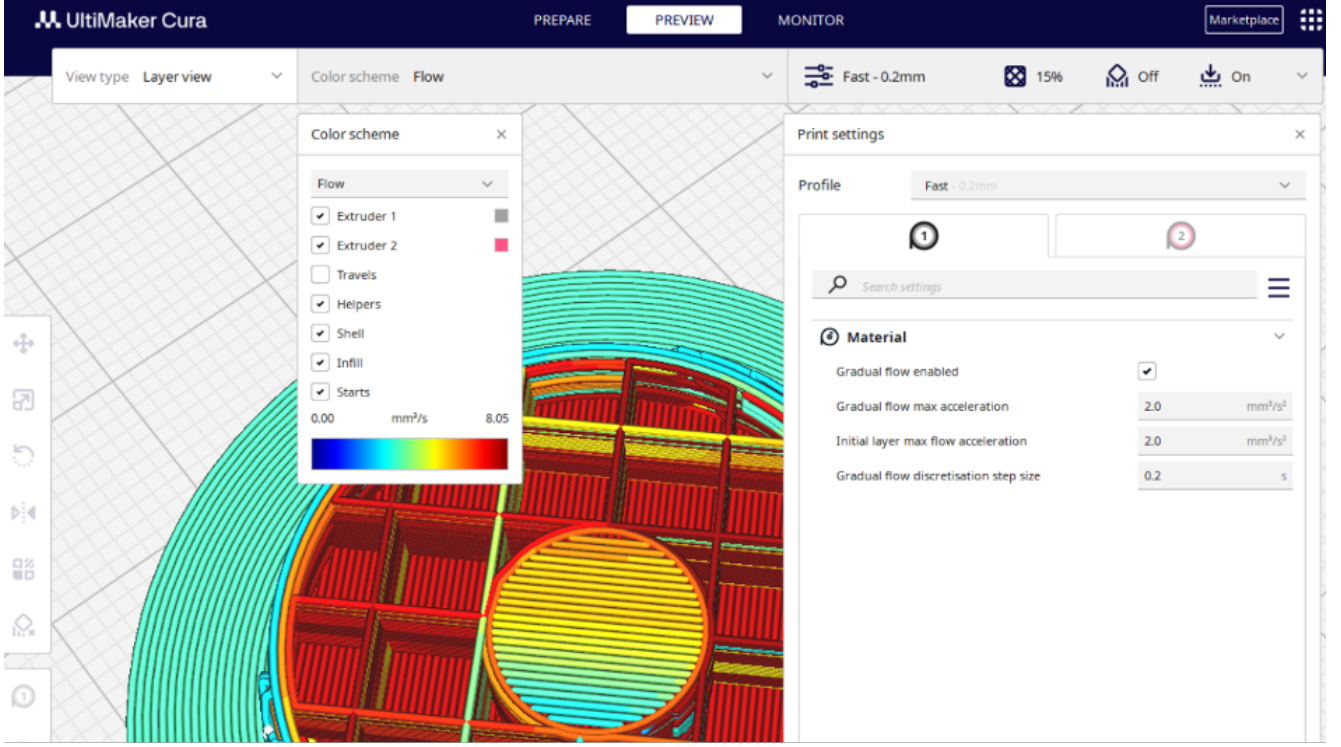 UltiMaker Cura
PREPARE
PREVIEW
MONITOR
Marketplace
View type Layer view
Color scheme Flow
Fast - 0.2mm
15%
Off
On
Color scheme
Flow
Extruder 1
Extruder 2
Travels
Helpers
Shell
Infill
Starts
0.00 mm³/s 8.05
Print settings
Profile Fast - 0.2mm
1
2
Search settings
Material
Gradual flow enabled
Gradual flow max acceleration 2.0 mm³/s²
Initial layer max flow acceleration 2.0 mm³/s²
Gradual flow discretisation step size 0.2 s
1